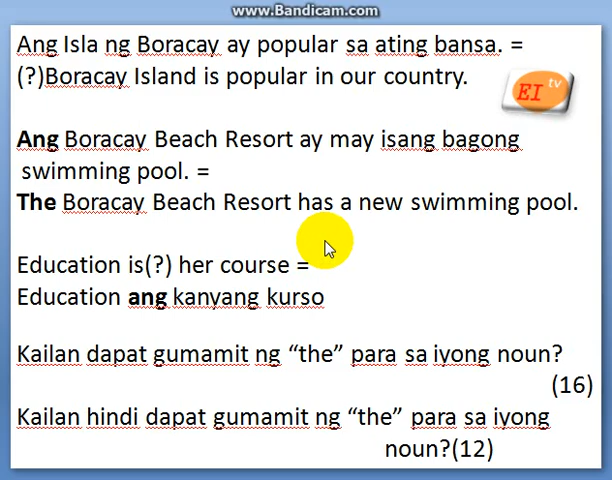 www.Bandicam.com
Ang Isla ng Boracay ay popular sa ating bansa. =
(?)Boracay Island is popular in our country.
EI tv
Ang Boracay Beach Resort ay may isang bagong
swimming pool. =
The Boracay Beach Resort has a new swimming pool.
Education is(?) her course =
Education ang kanyang kurso
Kailan dapat gumamit ng “the” para sa iyong noun?
(16)
Kailan hindi dapat gumamit ng “the” para sa iyong
noun?(12)